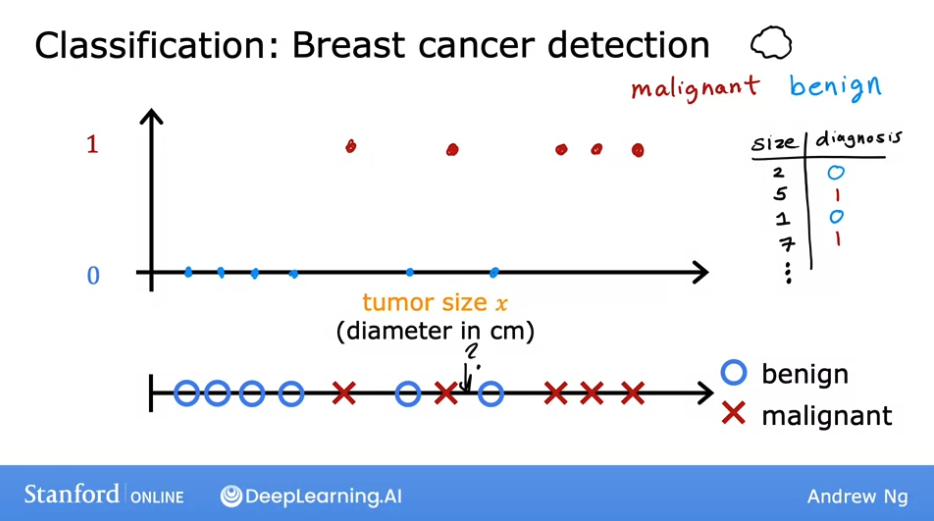 Classification: Breast cancer detection
malignant benign
size diagnosis
2 0
5 1
1 0
7 1
⋮
1
0
tumor size x
(diameter in cm)
?
benign
malignant
Stanford ONLINE DeepLearning.AI Andrew Ng